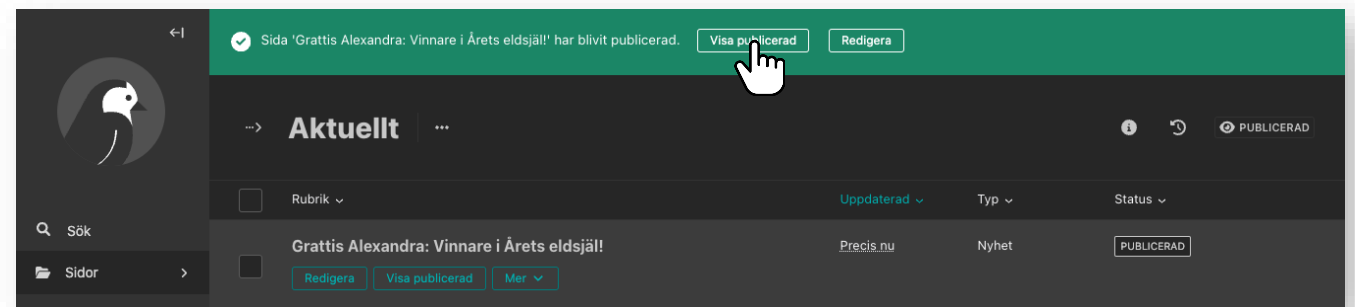 Sida 'Grattis Alexandra: Vinnare i Årets eldsjäl!' har blivit publicerad. Visa publicerad Redigera
Aktuellt
PUBLICERAD
Rubrik Uppdaterad Typ Status
Sök
Grattis Alexandra: Vinnare i Årets eldsjäl! Precis nu Nyhet PUBLICERAD
Sidor
Redigera Visa publicerad Mer